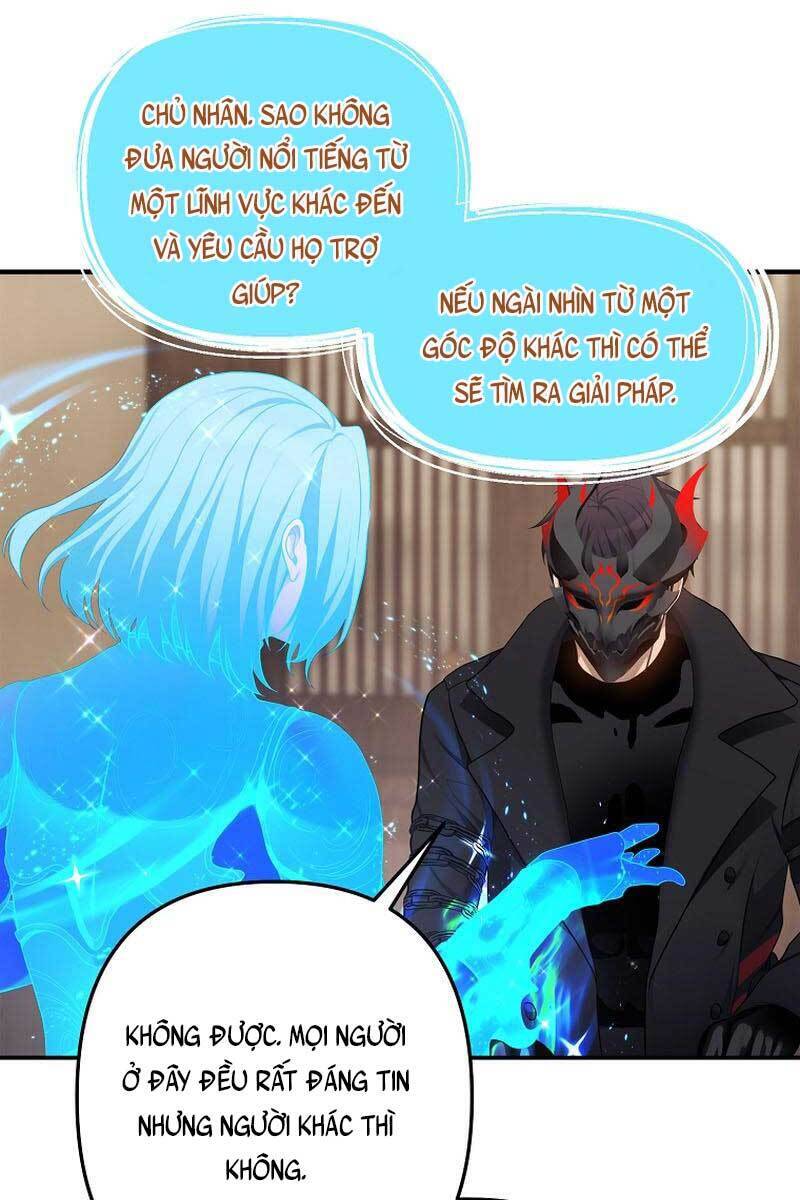 CHỦ NHÂN, SAO KHÔNG
ĐƯA NGƯỜI NỔI TIẾNG TỪ
MỘT LĨNH VỰC KHÁC ĐẾN
VÀ YÊU CẦU HỌ TRỢ
GIÚP?
NẾU NGÀI NHÌN TỪ MỘT
GÓC ĐỘ KHÁC THÌ CÓ THỂ
SẼ TÌM RA GIẢI PHÁP.
KHÔNG ĐƯỢC. MỌI NGƯỜI
Ở ĐÂY ĐỀU RẤT ĐÁNG TIN
NHƯNG NGƯỜI KHÁC THÌ
KHÔNG.